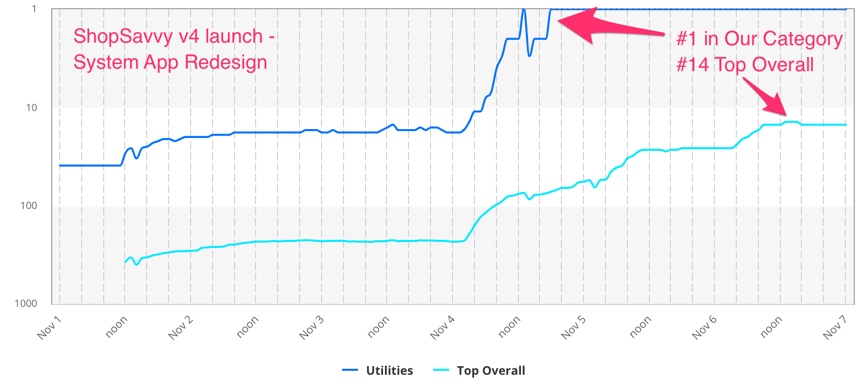 1
10
100
1000
ShopSavvy v4 launch -
System App Redesign
#1 in Our Category
#14 Top Overall
Nov 1
noon
Nov 2
noon
Nov 3
noon
Nov 4
noon
Nov 5
noon
Nov 6
noon
Nov 7
Utilities
Top Overall